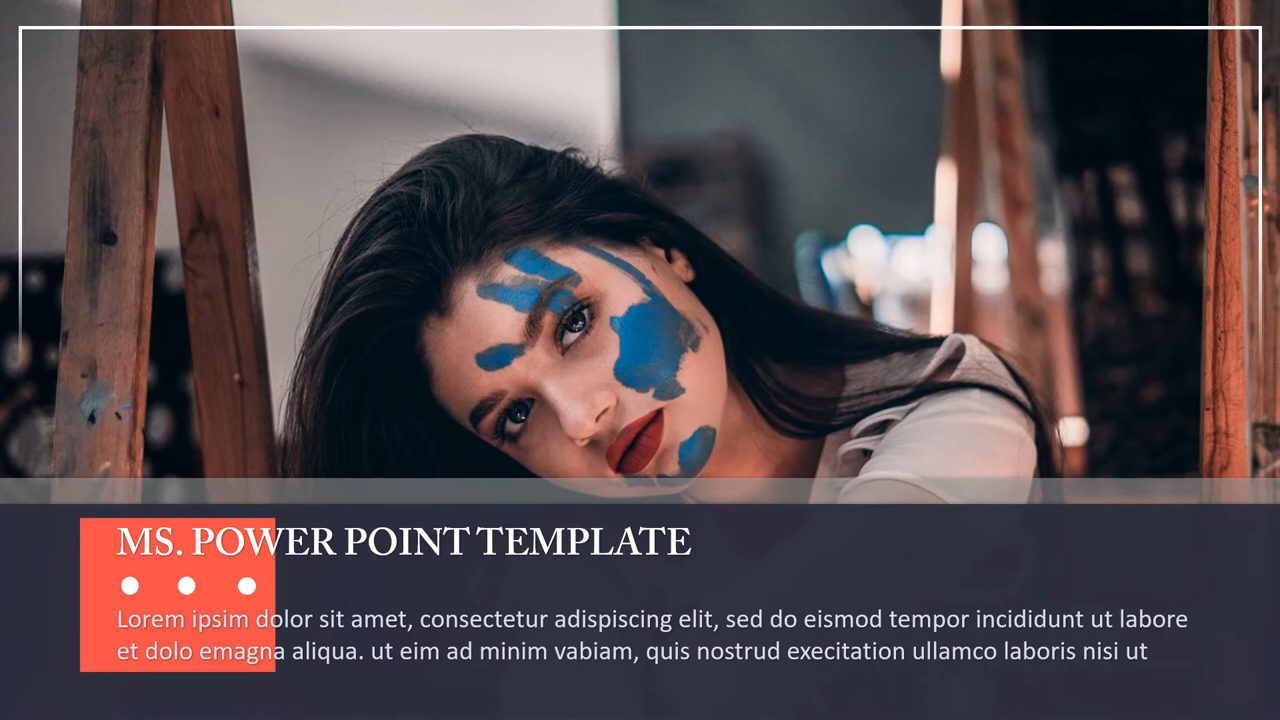 MS. POWER POINT TEMPLATE
Lorem ipsim dolor sit amet, consectetur adipiscing elit, sed do eismod tempor incididunt ut labore
et dolo emagna aliqua. ut eim ad minim vabiam, quis nostrud execitation ullamco laboris nisi ut